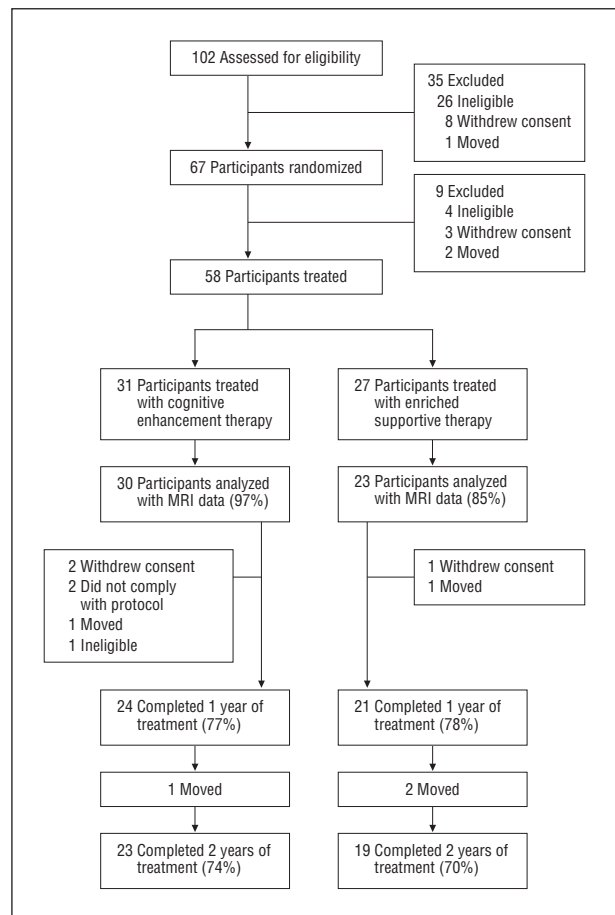 102 Assessed for eligibility
35 Excluded
26 Ineligible
8 Withdrew consent
1 Moved
67 Participants randomized
9 Excluded
4 Ineligible
3 Withdrew consent
2 Moved
58 Participants treated
31 Participants treated
with cognitive
enhancement therapy
27 Participants treated
with enriched
supportive therapy
30 Participants analyzed
with MRI data (97%)
23 Participants analyzed
with MRI data (85%)
2 Withdrew consent
2 Did not comply
with protocol
1 Moved
1 Ineligible
1 Withdrew consent
1 Moved
24 Completed 1 year of
treatment (77%)
21 Completed 1 year of
treatment (78%)
1 Moved
2 Moved
23 Completed 2 years of
treatment (74%)
19 Completed 2 years of
treatment (70%)